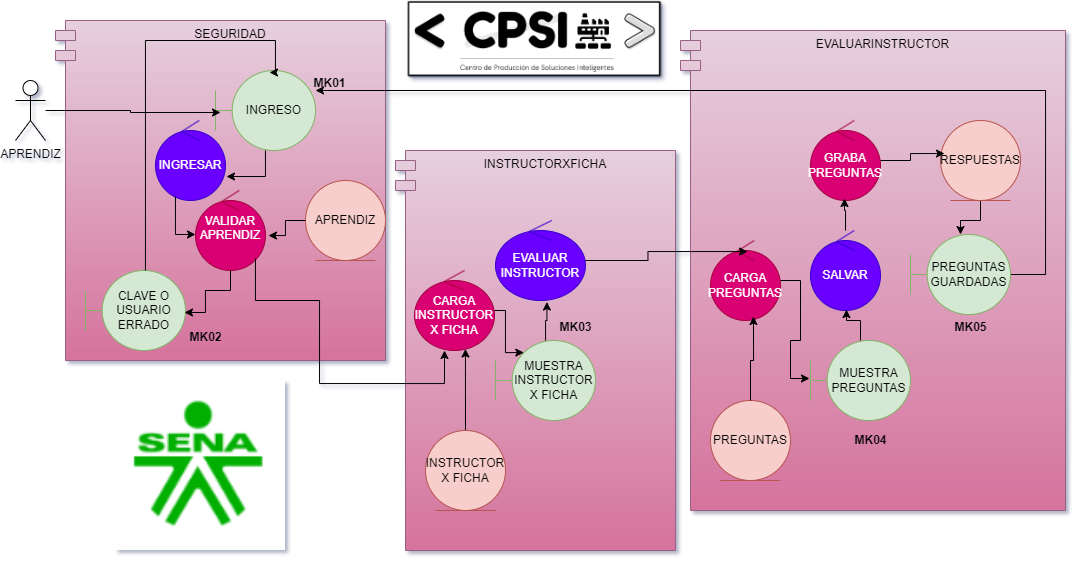 < CPSI >
Centro de Producción de Soluciones Inteligentes
SEGURIDAD
MK01
INGRESO
APRENDIZ
INGRESAR
VALIDAR
APRENDIZ
APRENDIZ
CLAVE O
USUARIO
ERRADO
MK02
SENA
INSTRUCTORXFICHA
EVALUAR
INSTRUCTOR
CARGA
INSTRUCTOR
X FICHA
MK03
MUESTRA
INSTRUCTOR
X FICHA
INSTRUCTOR
X FICHA
EVALUARINSTRUCTOR
GRABA
PREGUNTAS
RESPUESTAS
CARGA
PREGUNTAS
SALVAR
PREGUNTAS
GUARDADAS
MK05
MUESTRA
PREGUNTAS
MK04
PREGUNTAS